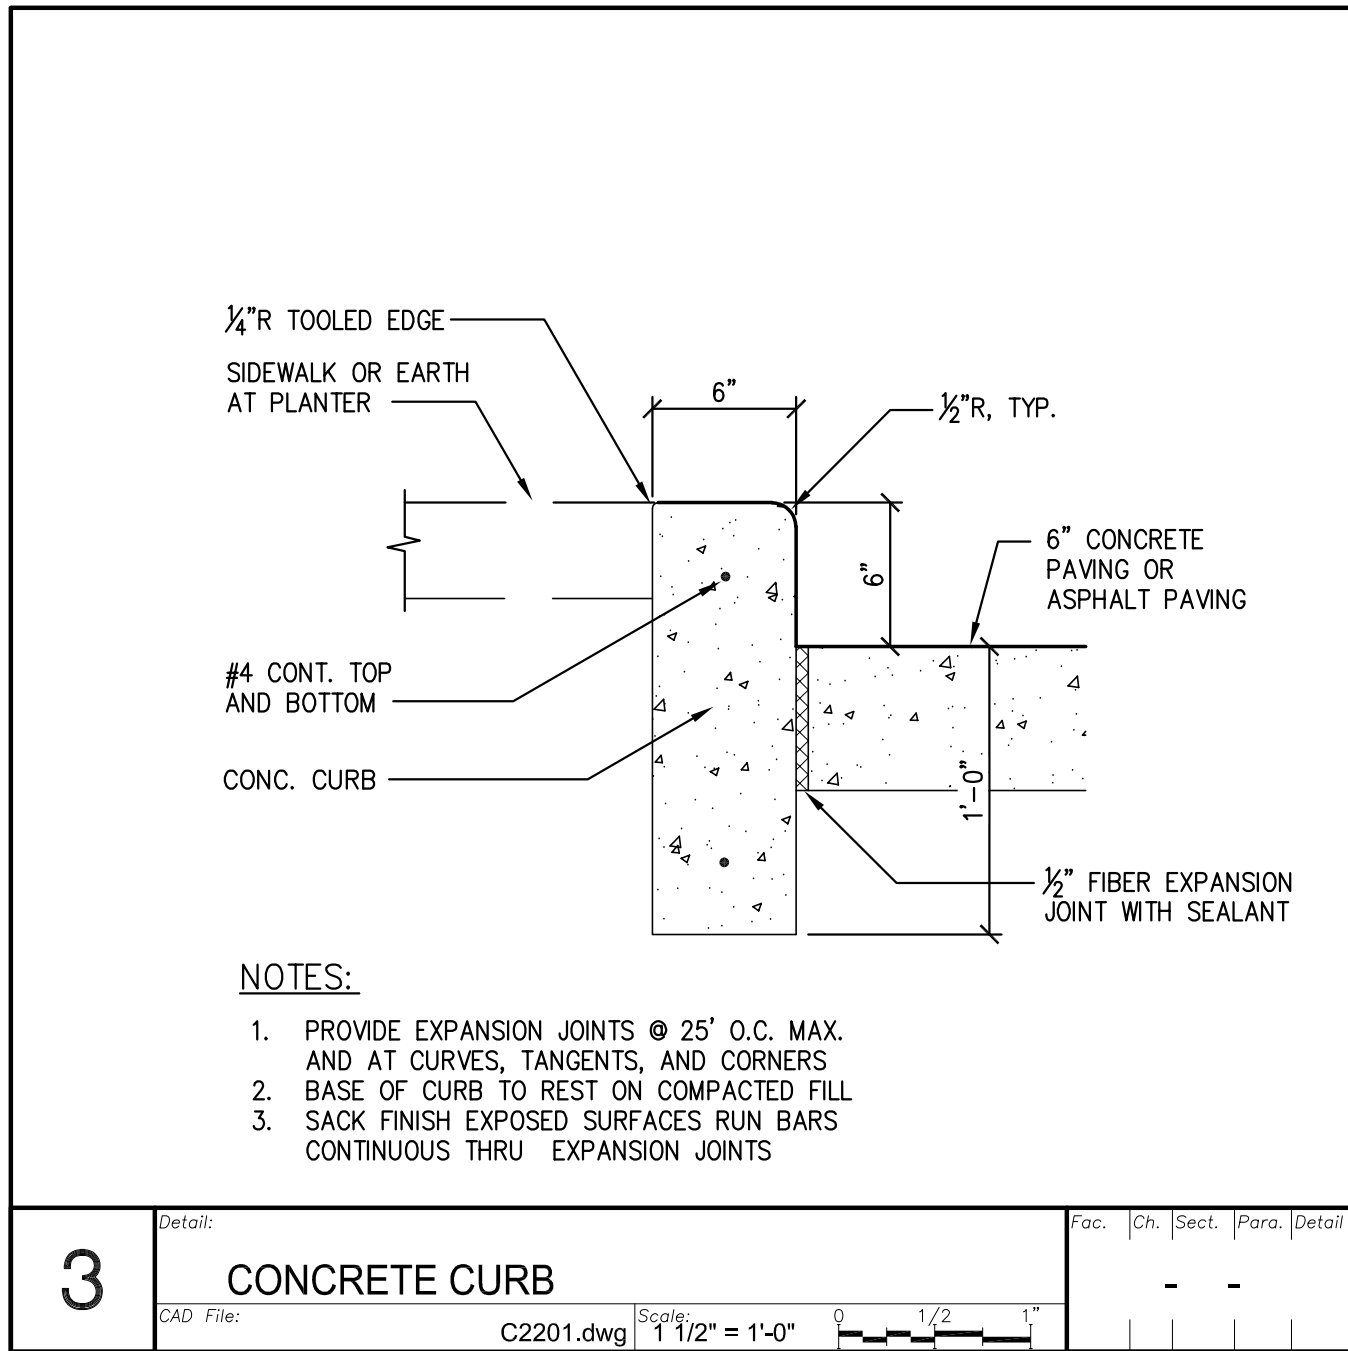 ¼"R TOOLED EDGE
SIDEWALK OR EARTH
AT PLANTER
6"
½"R, TYP.
6"
6" CONCRETE
PAVING OR
ASPHALT PAVING
#4 CONT. TOP
AND BOTTOM
CONC. CURB
1'-0"
½" FIBER EXPANSION
JOINT WITH SEALANT
NOTES:
1. PROVIDE EXPANSION JOINTS @ 25' O.C. MAX.
AND AT CURVES, TANGENTS, AND CORNERS
2. BASE OF CURB TO REST ON COMPACTED FILL
3. SACK FINISH EXPOSED SURFACES RUN BARS
CONTINUOUS THRU EXPANSION JOINTS
3
Detail:
CONCRETE CURB
CAD File:
C2201.dwg
Scale:
1 1/2" = 1'-0"
0 1/2 1"
Fac. Ch. Sect. Para. Detail
- -